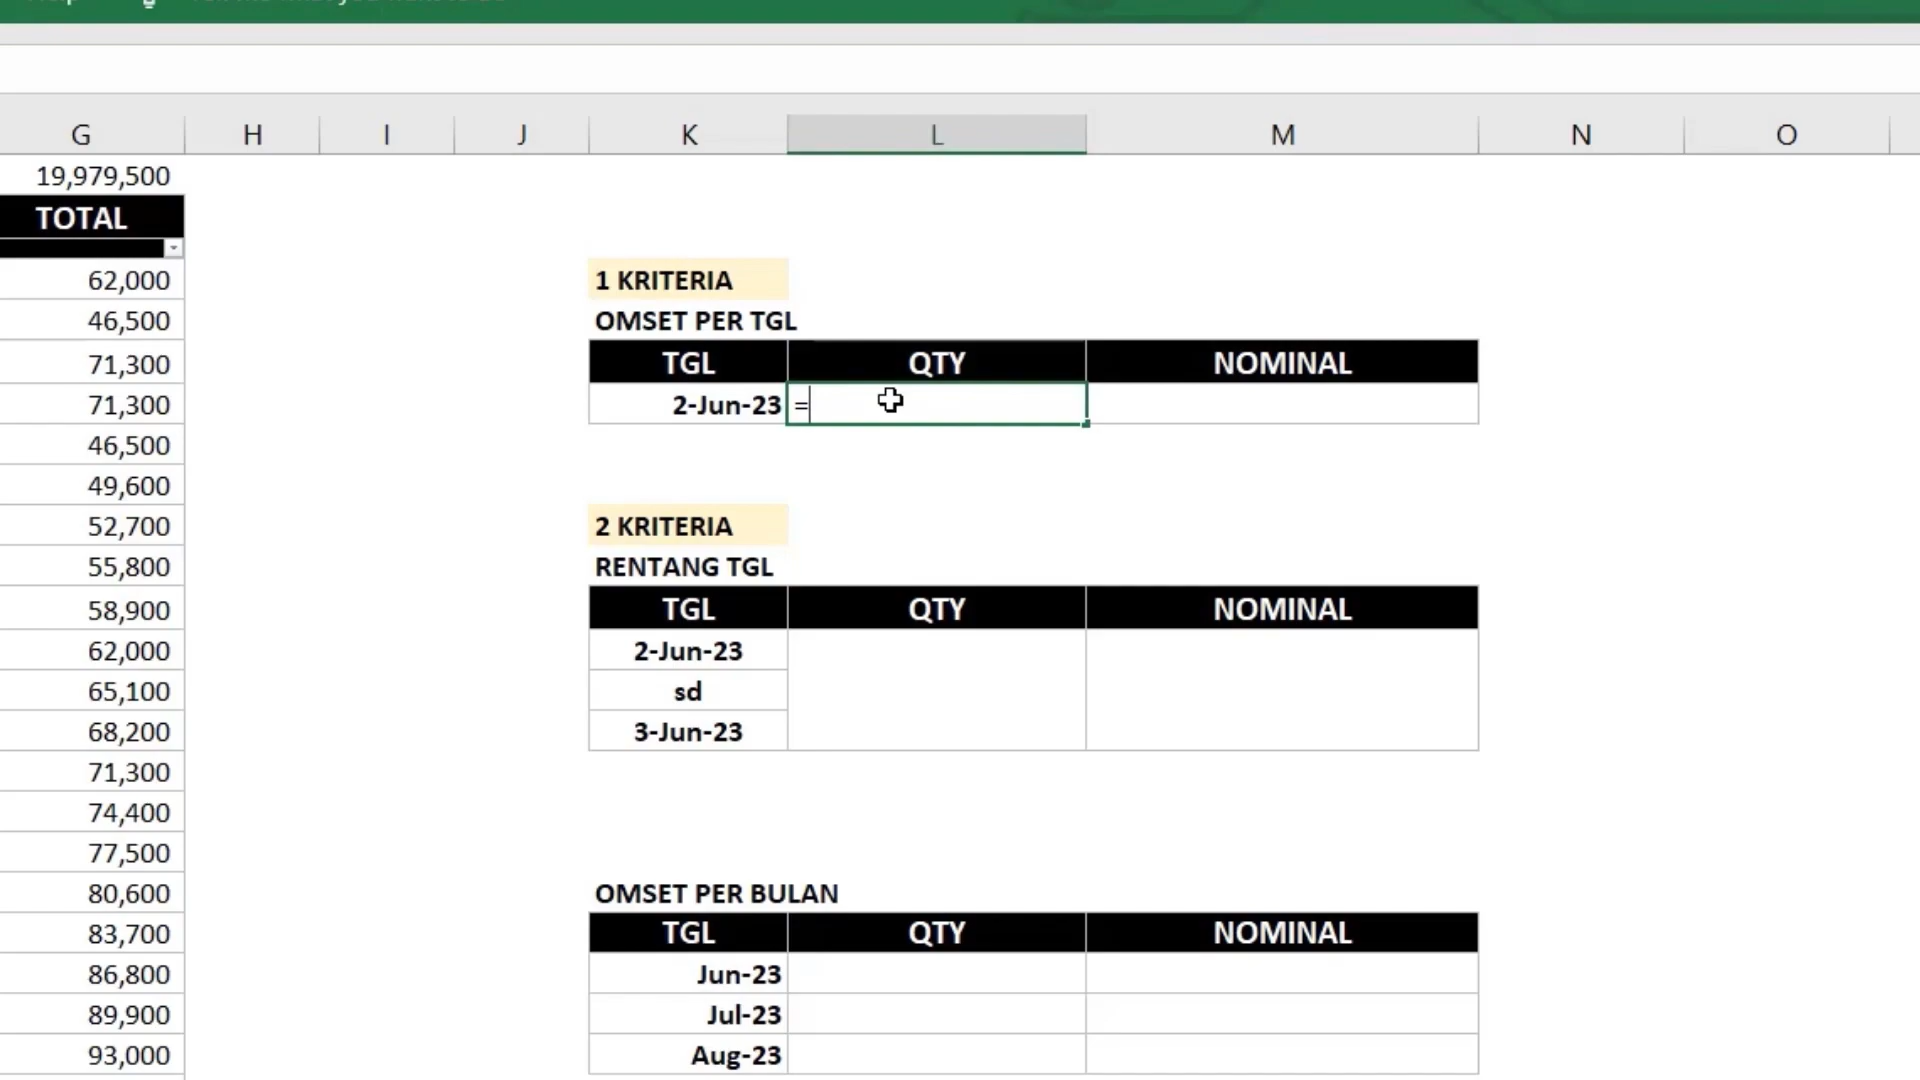 G H I J K L M N O
19,979,500
TOTAL
62,000 1 KRITERIA
46,500 OMSET PER TGL
71,300 TGL QTY NOMINAL
71,300 2-Jun-23 =
46,500
49,600
52,700 2 KRITERIA
55,800 RENTANG TGL
58,900 TGL QTY NOMINAL
62,000 2-Jun-23
65,100 sd
68,200 3-Jun-23
71,300
74,400
77,500
80,600 OMSET PER BULAN
83,700 TGL QTY NOMINAL
86,800 Jun-23
89,900 Jul-23
93,000 Aug-23